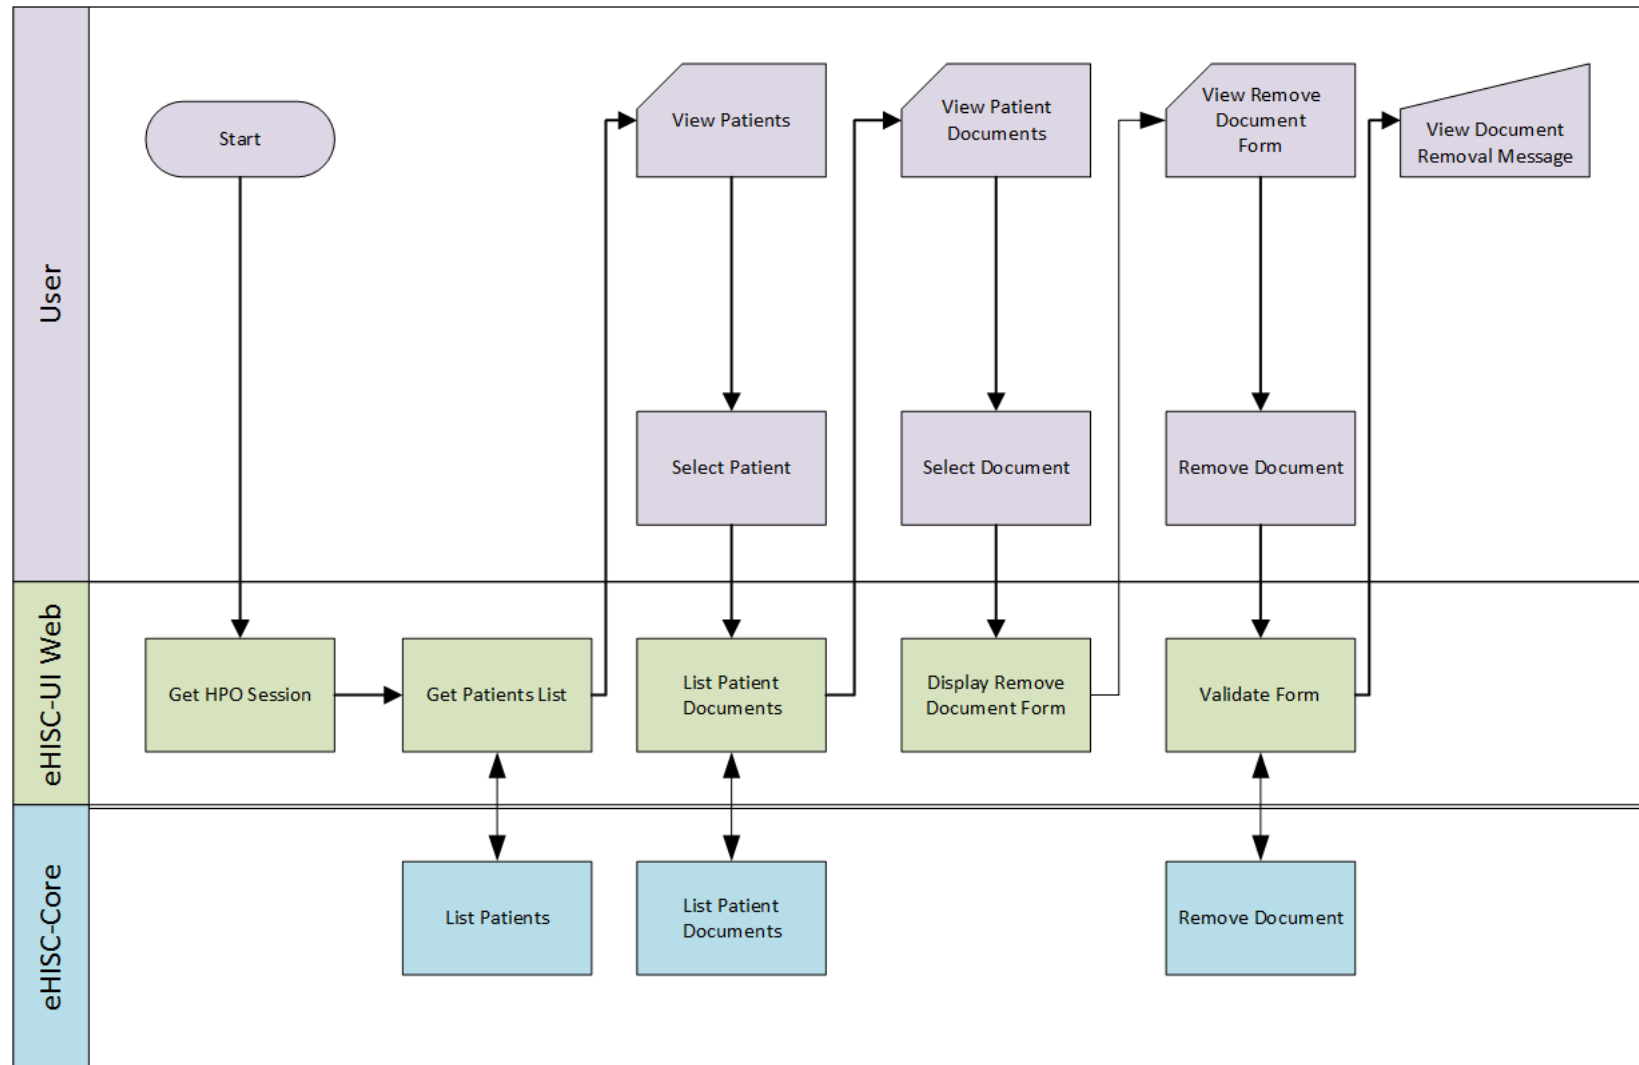 User
Start
View Patients
View Patient
Documents
View Remove
Document
Form
View Document
Removal Message
Select Patient
Select Document
Remove Document
eHISC-UI Web
Get HPO Session
Get Patients List
List Patient
Documents
Display Remove
Document Form
Validate Form
eHISC-Core
List Patients
List Patient
Documents
Remove Document